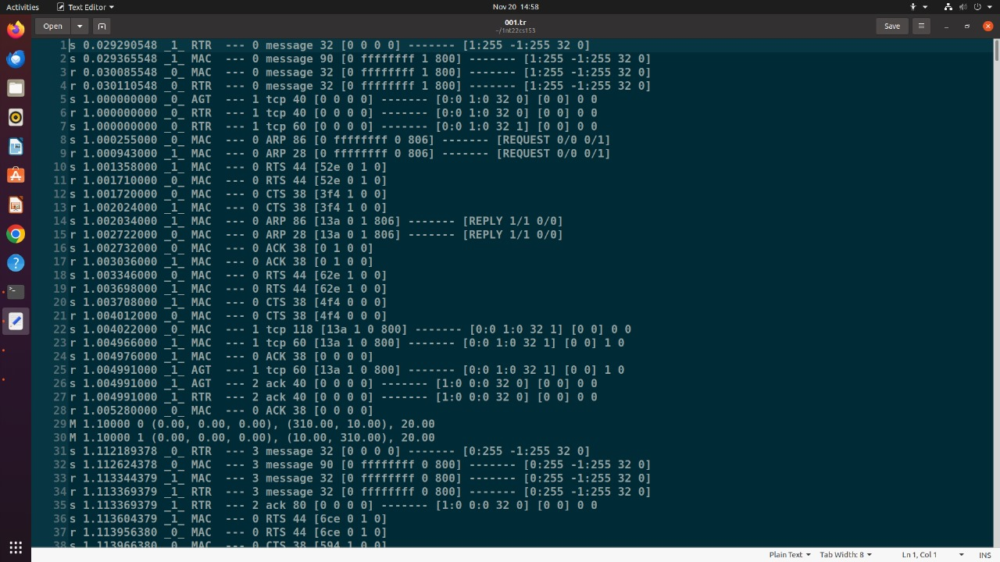 Activities Text Editor Nov 20 14:58
Open 001.tr Save
~/1nt22cs153
1 s 0.029290548 _1_ RTR --- 0 message 32 [0 0 0 0] ------- [1:255 -1:255 32 0]
2 s 0.029365548 _1_ MAC --- 0 message 90 [0 ffffffff 1 800] ------- [1:255 -1:255 32 0]
3 r 0.030085548 _0_ MAC --- 0 message 32 [0 ffffffff 1 800] ------- [1:255 -1:255 32 0]
4 r 0.030110548 _0_ RTR --- 0 message 32 [0 ffffffff 1 800] ------- [1:255 -1:255 32 0]
5 s 1.000000000 _0_ AGT --- 1 tcp 40 [0 0 0 0] ------- [0:0 1:0 32 0] [0 0] 0 0
6 r 1.000000000 _0_ RTR --- 1 tcp 40 [0 0 0 0] ------- [0:0 1:0 32 0] [0 0] 0 0
7 s 1.000000000 _0_ RTR --- 1 tcp 60 [0 0 0 0] ------- [0:0 1:0 32 1] [0 0] 0 0
8 s 1.000255000 _0_ MAC --- 0 ARP 86 [0 ffffffff 0 806] ------- [REQUEST 0/0 0/1]
9 r 1.000943000 _1_ MAC --- 0 ARP 28 [0 ffffffff 0 806] ------- [REQUEST 0/0 0/1]
10 s 1.001358000 _1_ MAC --- 0 RTS 44 [52e 0 1 0]
11 r 1.001710000 _0_ MAC --- 0 RTS 44 [52e 0 1 0]
12 s 1.001720000 _0_ MAC --- 0 CTS 38 [3f4 1 0 0]
13 r 1.002024000 _1_ MAC --- 0 CTS 38 [3f4 1 0 0]
14 s 1.002034000 _1_ MAC --- 0 ARP 86 [13a 0 1 806] ------- [REPLY 1/1 0/0]
15 r 1.002722000 _0_ MAC --- 0 ARP 28 [13a 0 1 806] ------- [REPLY 1/1 0/0]
16 s 1.002732000 _0_ MAC --- 0 ACK 38 [0 1 0 0]
17 r 1.003036000 _1_ MAC --- 0 ACK 38 [0 1 0 0]
18 s 1.003346000 _0_ MAC --- 0 RTS 44 [62e 1 0 0]
19 r 1.003698000 _1_ MAC --- 0 RTS 44 [62e 1 0 0]
20 s 1.003708000 _1_ MAC --- 0 CTS 38 [4f4 0 0 0]
21 r 1.004012000 _0_ MAC --- 0 CTS 38 [4f4 0 0 0]
22 s 1.004022000 _0_ MAC --- 1 tcp 118 [13a 1 0 800] ------- [0:0 1:0 32 1] [0 0] 0 0
23 r 1.004966000 _1_ MAC --- 1 tcp 60 [13a 1 0 800] ------- [0:0 1:0 32 1] [0 0] 1 0
24 s 1.004976000 _1_ MAC --- 0 ACK 38 [0 0 0 0]
25 r 1.004991000 _1_ AGT --- 1 tcp 60 [13a 1 0 800] ------- [0:0 1:0 32 1] [0 0] 1 0
26 s 1.004991000 _1_ AGT --- 2 ack 40 [0 0 0 0] ------- [1:0 0:0 32 0] [0 0] 0 0
27 r 1.004991000 _1_ RTR --- 2 ack 40 [0 0 0 0] ------- [1:0 0:0 32 0] [0 0] 0 0
28 r 1.005280000 _0_ MAC --- 0 ACK 38 [0 0 0 0]
29 M 1.10000 0 (0.00, 0.00, 0.00), (310.00, 10.00), 20.00
30 M 1.10000 1 (0.00, 0.00, 0.00), (10.00, 310.00), 20.00
31 s 1.112189378 _0_ RTR --- 3 message 32 [0 0 0 0] ------- [0:255 -1:255 32 0]
32 s 1.112624378 _0_ MAC --- 3 message 90 [0 ffffffff 0 800] ------- [0:255 -1:255 32 0]
33 r 1.113344379 _1_ MAC --- 3 message 32 [0 ffffffff 0 800] ------- [0:255 -1:255 32 0]
34 r 1.113369379 _1_ RTR --- 3 message 32 [0 ffffffff 0 800] ------- [0:255 -1:255 32 0]
35 s 1.113369379 _1_ RTR --- 2 ack 80 [0 0 0 0] ------- [1:0 0:0 32 0] [0 0] 0 0
36 s 1.113604379 _1_ MAC --- 0 RTS 44 [6ce 0 1 0]
37 r 1.113956380 _0_ MAC --- 0 RTS 44 [6ce 0 1 0]
38 s 1.113966380 _0_ MAC --- 0 CTS 38 [594 1 0 0]
Plain Text Tab Width: 8 Ln 1, Col 1 INS